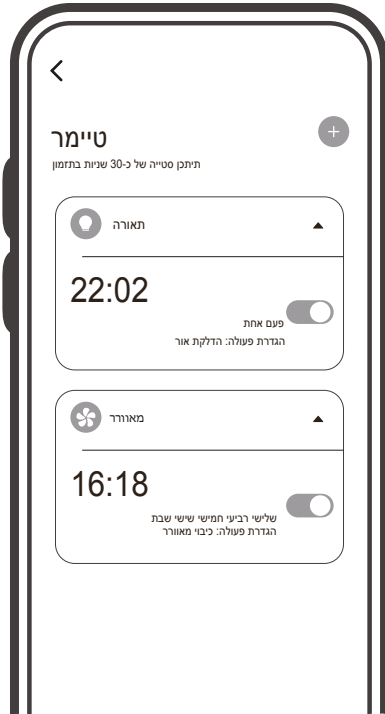 טיימר
תיתכן סטייה של כ-30 שניות בתזמון
תאורה
22:02
פעם אחת
הגדרת פעולה: הדלקת אור
מאוורר
16:18
שלישי רביעי חמישי שישי שבת
הגדרת פעולה: כיבוי מאוורר